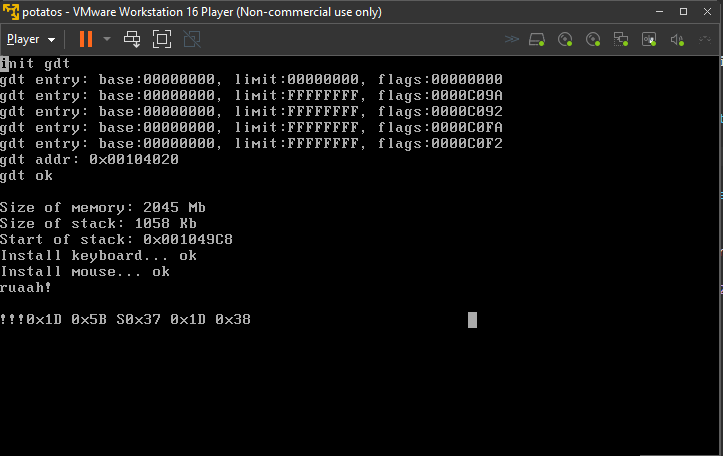 potatos - VMware Workstation 16 Player (Non-commercial use only)
Player
init gdt
gdt entry: base:00000000, limit:00000000, flags:00000000
gdt entry: base:00000000, limit:FFFFFFFF, flags:0000C09A
gdt entry: base:00000000, limit:FFFFFFFF, flags:0000C092
gdt entry: base:00000000, limit:FFFFFFFF, flags:0000C0FA
gdt entry: base:00000000, limit:FFFFFFFF, flags:0000C0F2
gdt addr: 0x00104020
gdt ok
Size of memory: 2045 Mb
Size of stack: 1058 Kb
Start of stack: 0x001049C8
Install keyboard... ok
Install mouse... ok
ruaah!
!!!0x1D 0x5B S0x37 0x1D 0x38